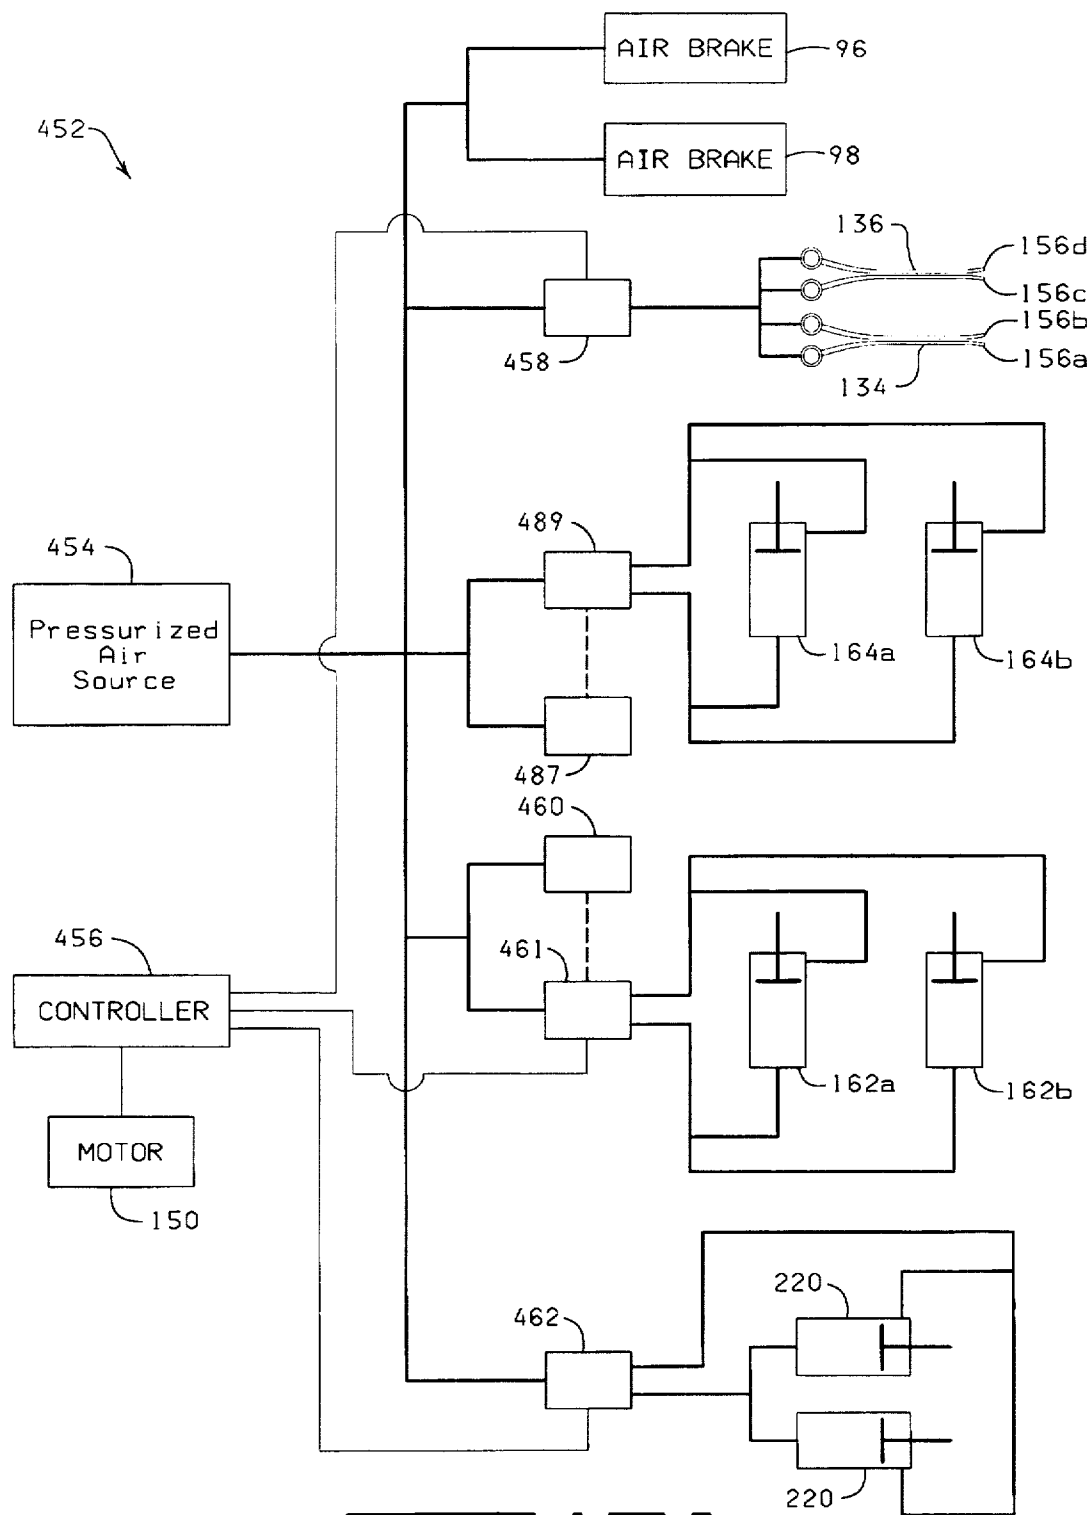 AIR BRAKE 96
452
AIR BRAKE 98
136
156d
156c
156b
156a
458
134
489
454
Pressurized
Air
Source
164a
164b
487
460
456
461
CONTROLLER
162a
162b
MOTOR
150
220
462
220